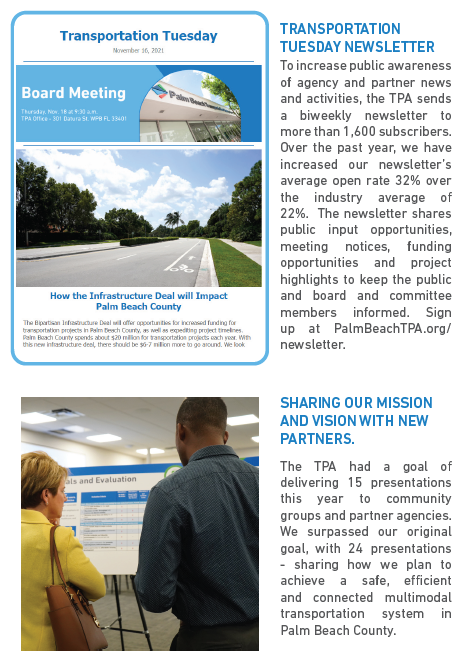 Transportation Tuesday
November 16, 2021
Board Meeting
Thursday, Nov. 18 at 9:30 a.m.
TPA Office - 301 Datura St. WPB FL 33401
Palm Beach
How the Infrastructure Deal will Impact
Palm Beach County
The Bipartisan Infrastructure Deal will offer opportunities for increased funding for
transportation projects in Palm Beach County, as well as expediting project timelines.
Palm Beach County spends about $20 million for transportation projects each year. With
this new infrastructure deal, there should be $6-7 million more to go around. We look
TRANSPORTATION
TUESDAY NEWSLETTER
To increase public awareness
of agency and partner news
and activities, the TPA sends
a biweekly newsletter to
more than 1,600 subscribers.
Over the past year, we have
increased our newsletter's
average open rate 32% over
the industry average of
22%. The newsletter shares
public input opportunities,
meeting notices, funding
opportunities and project
highlights to keep the public
and board and committee
members informed. Sign
up at PalmBeachTPA.org/
newsletter.
als and Evaluation
SHARING OUR MISSION
AND VISION WITH NEW
PARTNERS.
The TPA had a goal of
delivering 15 presentations
this year to community
groups and partner agencies.
We surpassed our original
goal, with 24 presentations
- sharing how we plan to
achieve a safe, efficient
and connected multimodal
transportation system in
Palm Beach County.